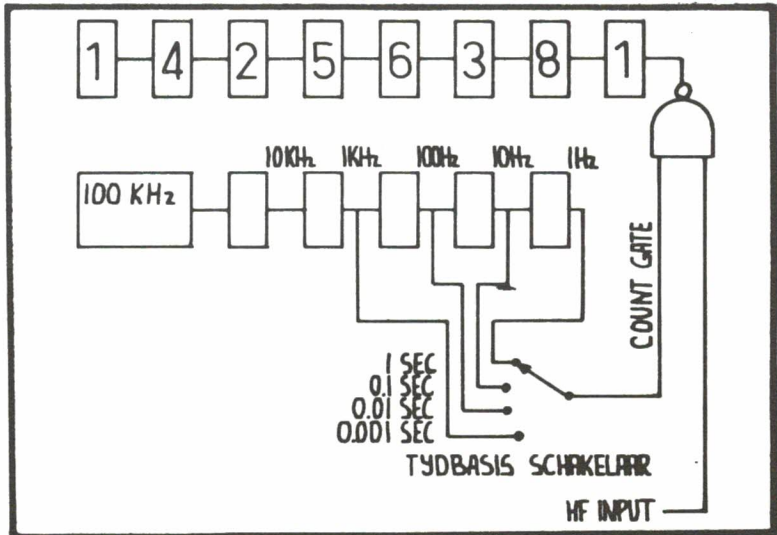 1 4 2 5 6 3 8 1
10KHz 1KHz 100Hz 10Hz 1Hz
100 KHz
COUNT GATE
1 SEC
0.1 SEC
0.01 SEC
0.001 SEC
TYDBASIS SCHAKELAAR
HF INPUT